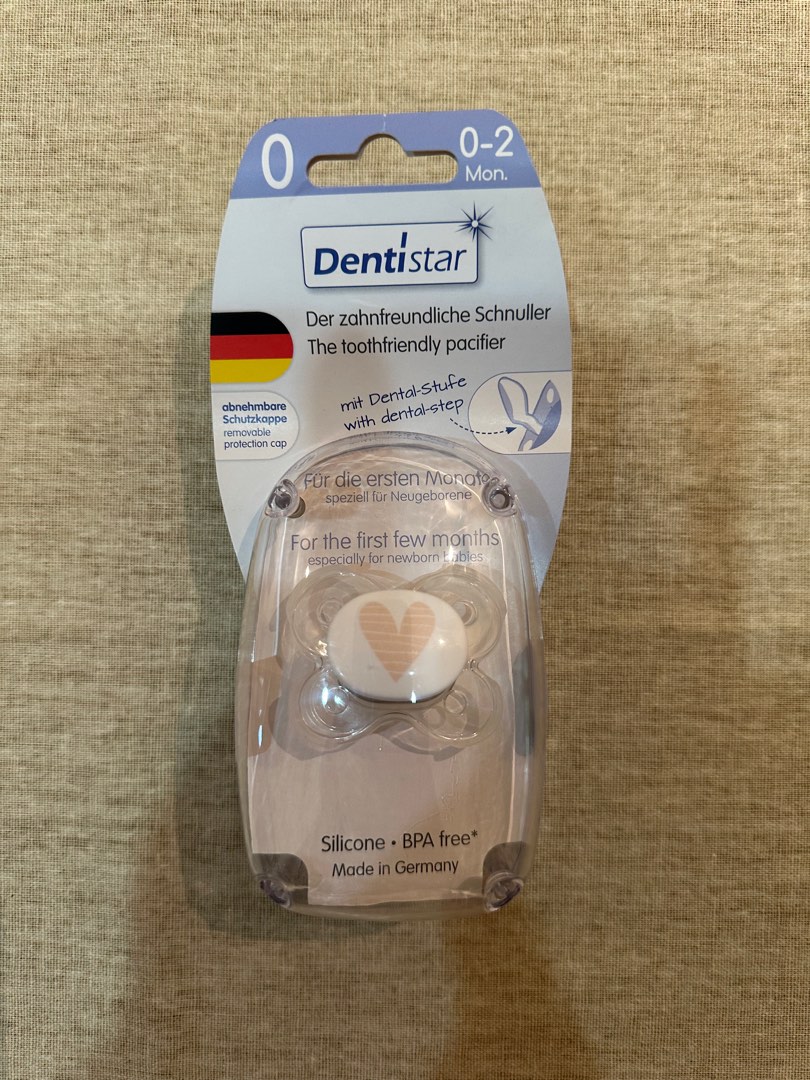 0
0-2
Mon.
Dentistar
Der zahnfreundliche Schnuller
The toothfriendly pacifier
mit Dental-Stufe
with dental-step
abnehmbare
Schutzkappe
removable
protection cap
Für die ersten Monate
speziell für Neugeborene
For the first few months
especially for newborn babies
Silicone • BPA free*
Made in Germany